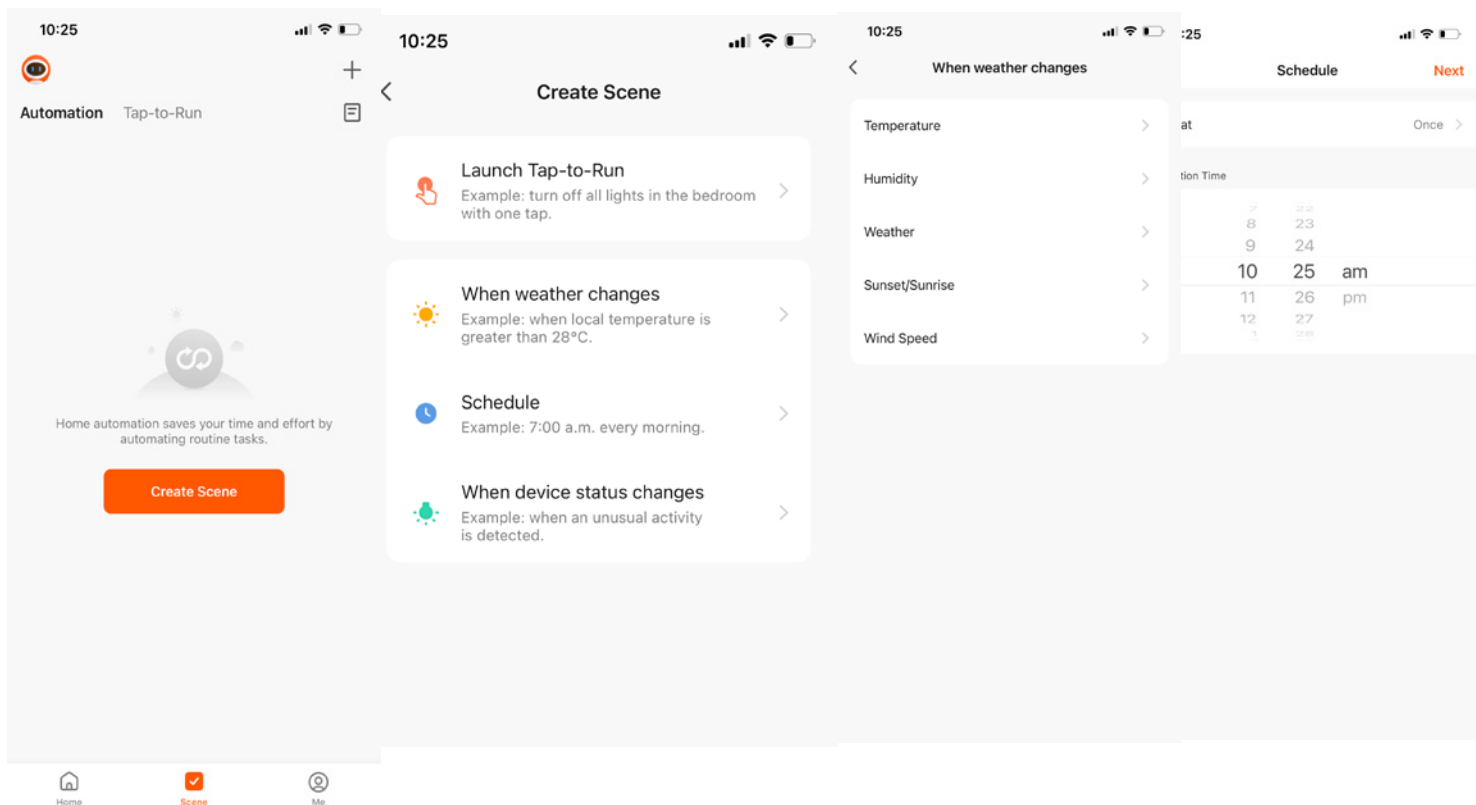 10:25
Automation Tap-to-Run
Home automation saves your time and effort by
automating routine tasks.
Create Scene
Home Scene Me
10:25
Create Scene
Launch Tap-to-Run
Example: turn off all lights in the bedroom
with one tap.
When weather changes
Example: when local temperature is
greater than 28°C.
Schedule
Example: 7:00 a.m. every morning.
When device status changes
Example: when an unusual activity
is detected.
10:25
When weather changes
Temperature
Humidity
Weather
Sunset/Sunrise
Wind Speed
:25
Schedule Next
at Once
tion Time
7 22
8 23
9 24
10 25 am
11 26 pm
12 27
1 28